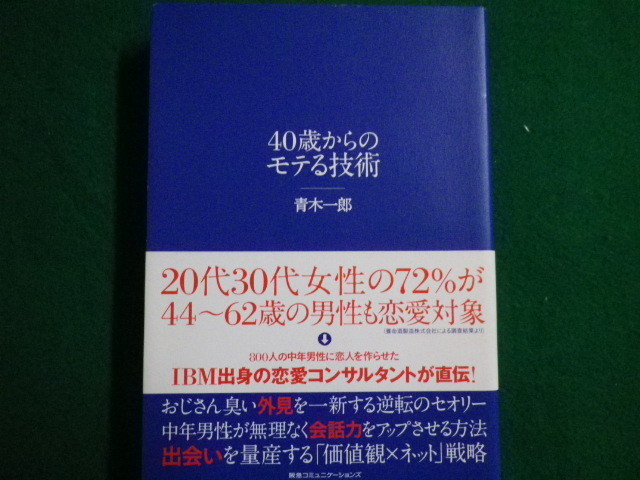 40歳からの
モテる技術
青木一郎
20代30代女性の72%が
44〜62歳の男性も恋愛対象
300人の中年男性に恋人を作らせた
IBM出身の恋愛コンサルタントが直伝!
おじさん臭い外見を一新する逆転のセオリー
中年男性が無理なく会話力をアップさせる方法
出会いを量産する「価値観×ネット」戦略
阪急コミュニケーションズ